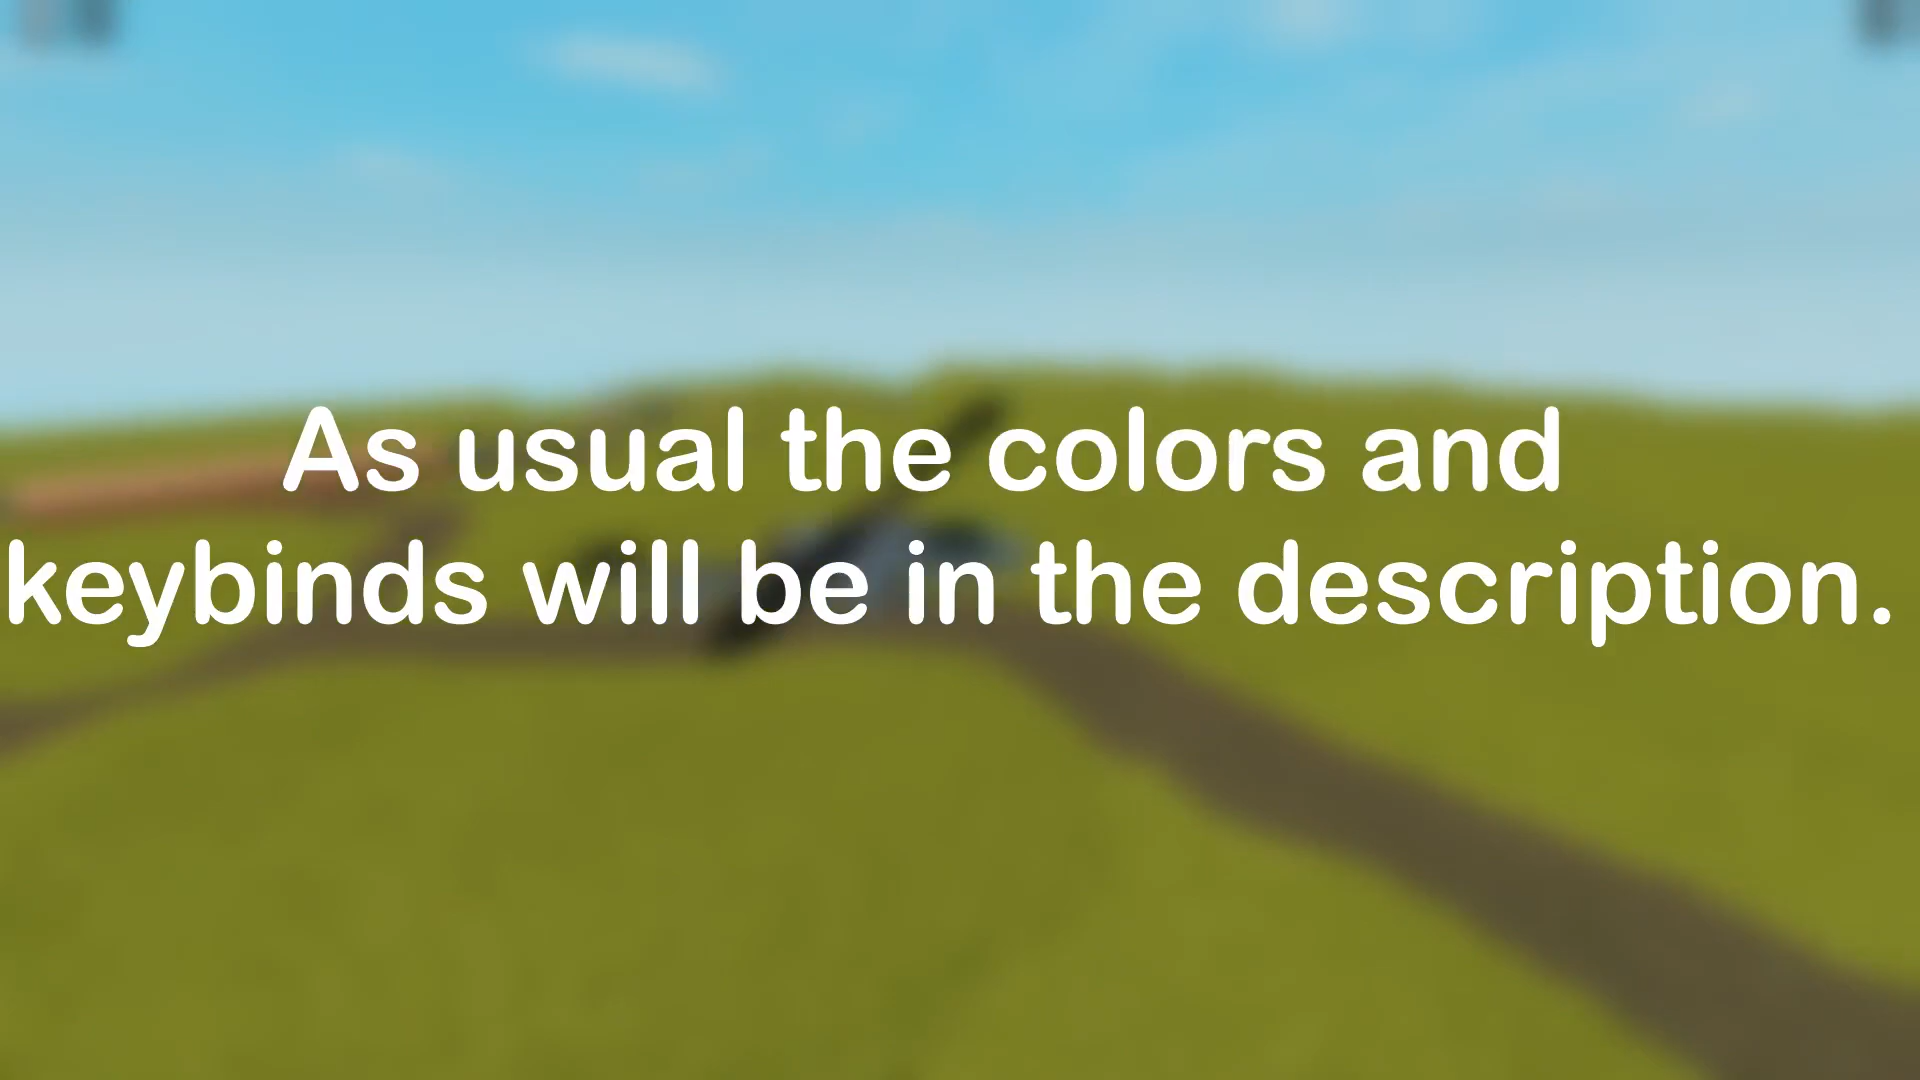 As usual the colors and
keybinds will be in the description.